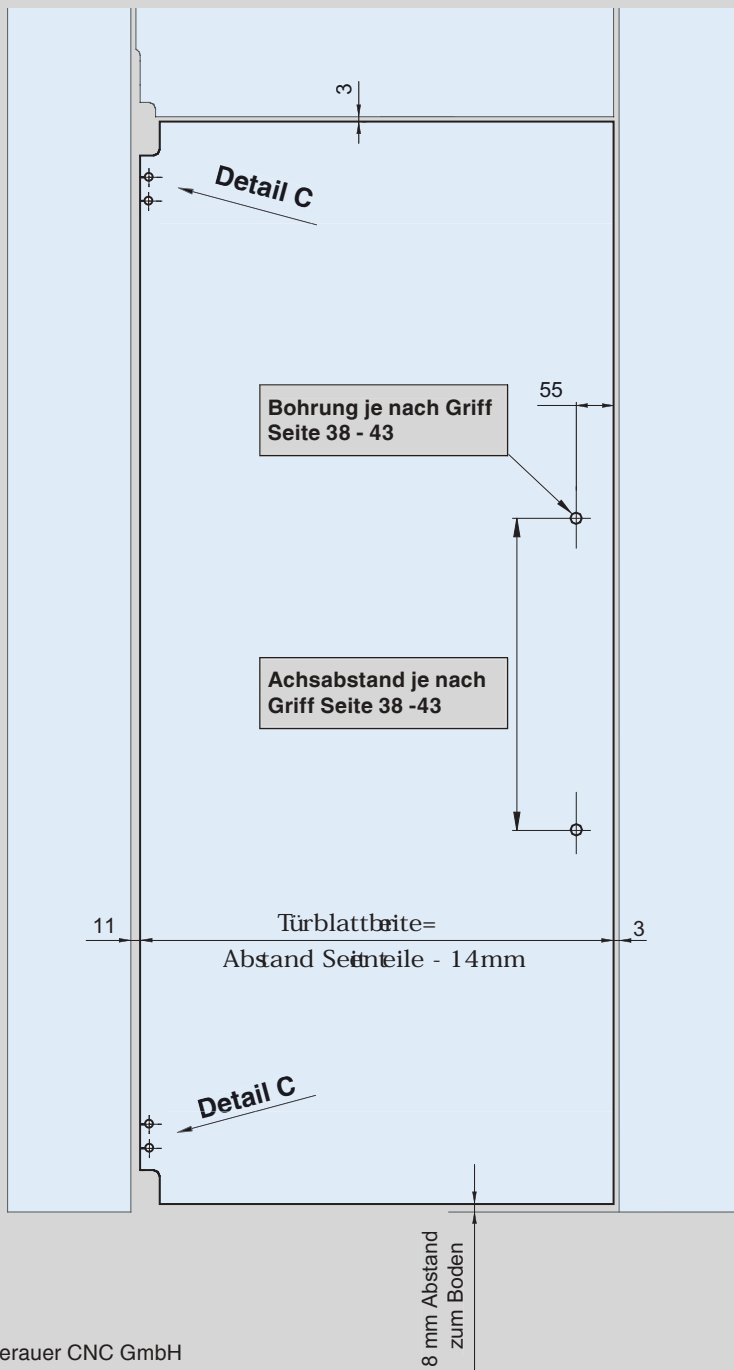 3
Detail C
55
Bohrung je nach Griff
Seite 38 - 43
Achsabstand je nach
Griff Seite 38 -43
11
Türblattbreite=
3
Abstand Seitenteile - 14mm
Detail C
8 mm Abstand
zum Boden
erauer CNC GmbH